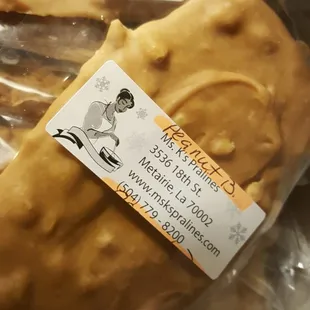 Peanut B.
Ms. K's Pralines
3536 18th St.
Metairie, La 70002
www.mskspralines.com
(504) 779 - 8200